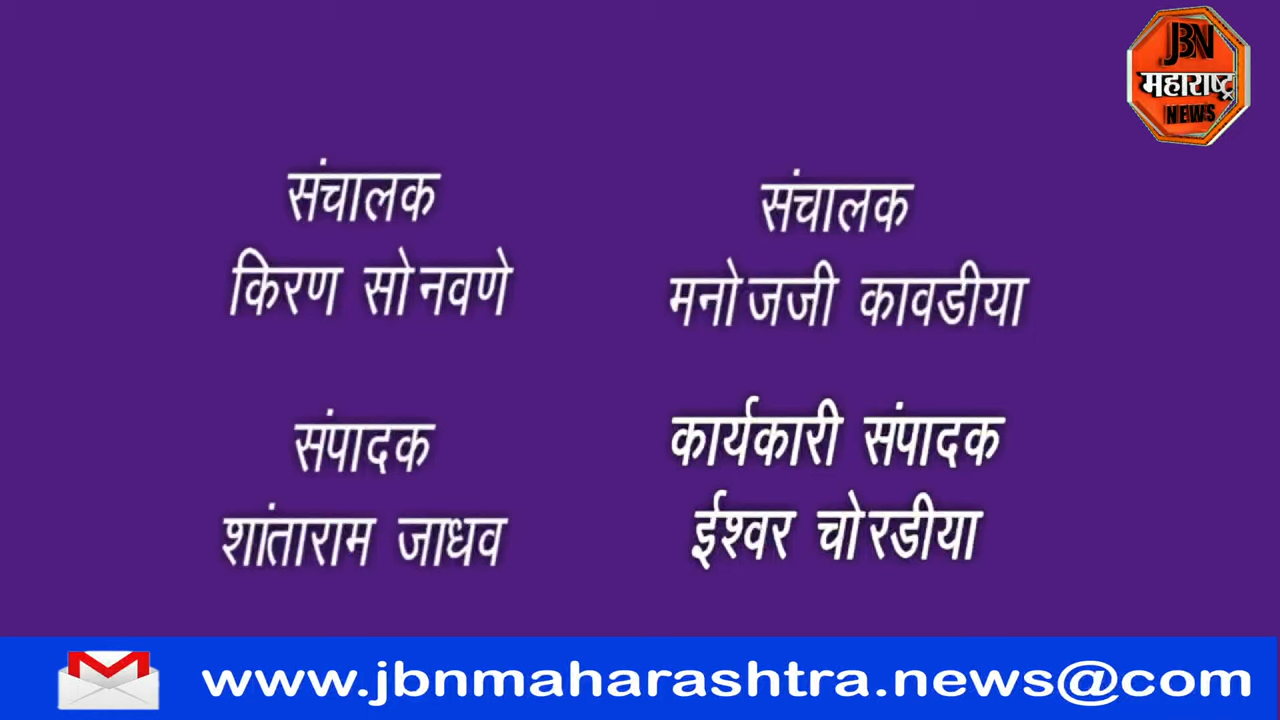 JBN
महाराष्ट्र
NEWS
संचालक
किरण सोनवणे
संचालक
मनोजजी कावडीया
संपादक
शांताराम जाधव
कार्यकारी संपादक
ईश्वर चोरडीया
www.jbnmaharashtra.news@com